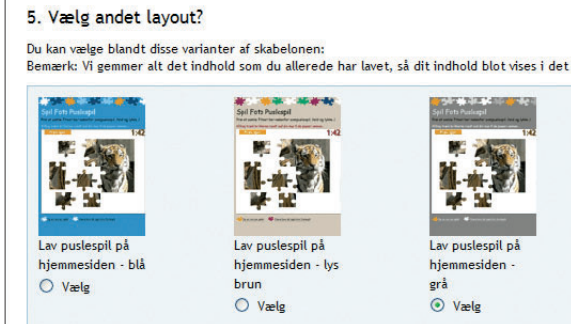 5. Vælg andet layout?
Du kan vælge blandt disse varianter af skabelonen:
Bemærk: Vi gemmer alt det indhold som du allerede har lavet, så dit indhold blot vises i det
Spil Foto Puslespil
1:42
Spil Foto Puslespil
1:42
Spil Foto Puslespil
1:42
Lav puslespil på
hjemmesiden - blå
Vælg
Lav puslespil på
hjemmesiden - lys
brun
Vælg
Lav puslespil på
hjemmesiden -
grå
Vælg